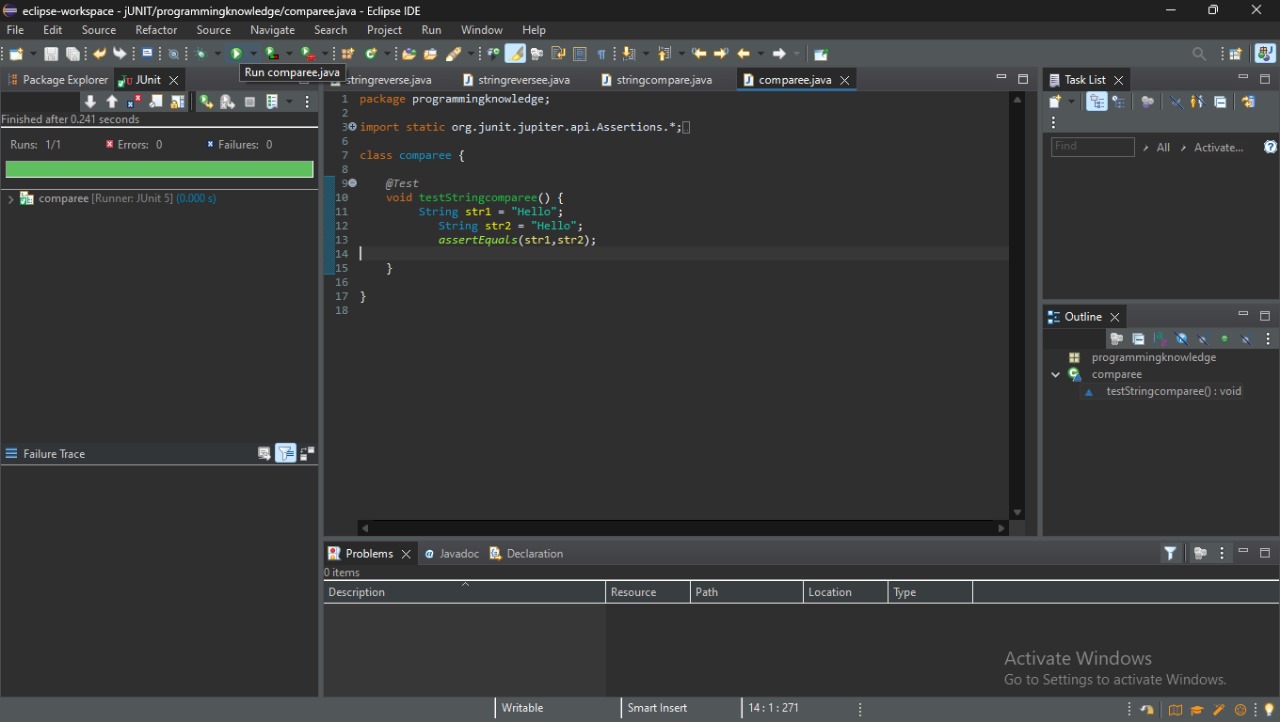 eclipse-workspace - jUNIT/programmingknowledge/comparee.java - Eclipse IDE
File Edit Source Refactor Source Navigate Search Project Run Window Help
Package Explorer JUnit
Run comparee.java
stringreverse.java stringreversee.java stringcompare.java comparee.java
Finished after 0.241 seconds
Runs: 1/1 Errors: 0 Failures: 0
comparee [Runner: JUnit 5] (0.000 s)
Failure Trace
1 package programmingknowledge;
2
3 import static org.junit.jupiter.api.Assertions.*;
6
7 class comparee {
8
9 @Test
10 void testStringcomparee() {
11 String str1 = "Hello";
12 String str2 = "Hello";
13 assertEquals(str1,str2);
14
15 }
16
17 }
18
Task List
Find All Activate...
Outline
programmingknowledge
comparee
testStringcomparee() : void
Problems Javadoc Declaration
0 items
Description Resource Path Location Type
Activate Windows
Go to Settings to activate Windows.
Writable Smart Insert 14 : 1 : 271